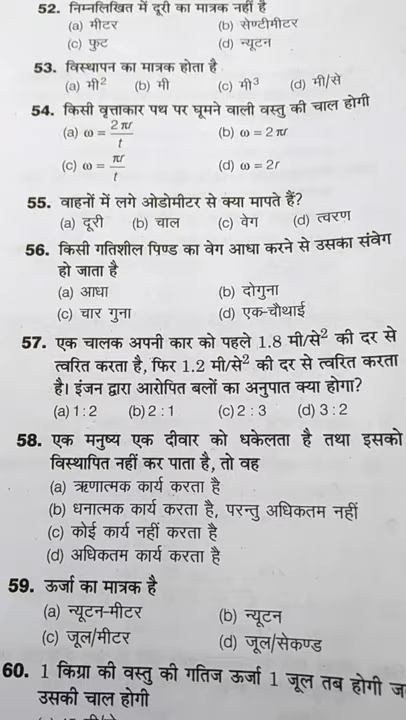 52. निम्नलिखित में दूरी का मात्रक नहीं है
(a) मीटर (b) सेण्टीमीटर
(c) फुट (d) न्यूटन
53. विस्थापन का मात्रक होता है
(a) मी² (b) मी (c) मी³ (d) मी/से
54. किसी वृत्ताकार पथ पर घूमने वाली वस्तु की चाल होगी
(a) ω = 2πr/t (b) ω = 2πr
(c) ω = πr/t (d) ω = 2r
55. वाहनों में लगे ओडोमीटर से क्या मापते हैं?
(a) दूरी (b) चाल (c) वेग (d) त्वरण
56. किसी गतिशील पिण्ड का वेग आधा करने से उसका संवेग
हो जाता है
(a) आधा (b) दोगुना
(c) चार गुना (d) एक-चौथाई
57. एक चालक अपनी कार को पहले 1.8 मी/से² की दर से
त्वरित करता है, फिर 1.2 मी/से² की दर से त्वरित करता
है। इंजन द्वारा आरोपित बलों का अनुपात क्या होगा?
(a) 1 : 2 (b) 2 : 1 (c) 2 : 3 (d) 3 : 2
58. एक मनुष्य एक दीवार को धकेलता है तथा इसको
विस्थापित नहीं कर पाता है, तो वह
(a) ऋणात्मक कार्य करता है
(b) धनात्मक कार्य करता है, परन्तु अधिकतम नहीं
(c) कोई कार्य नहीं करता है
(d) अधिकतम कार्य करता है
59. ऊर्जा का मात्रक है
(a) न्यूटन-मीटर (b) न्यूटन
(c) जूल/मीटर (d) जूल/सेकण्ड
60. 1 किग्रा की वस्तु की गतिज ऊर्जा 1 जूल तब होगी
उसकी चाल होगी